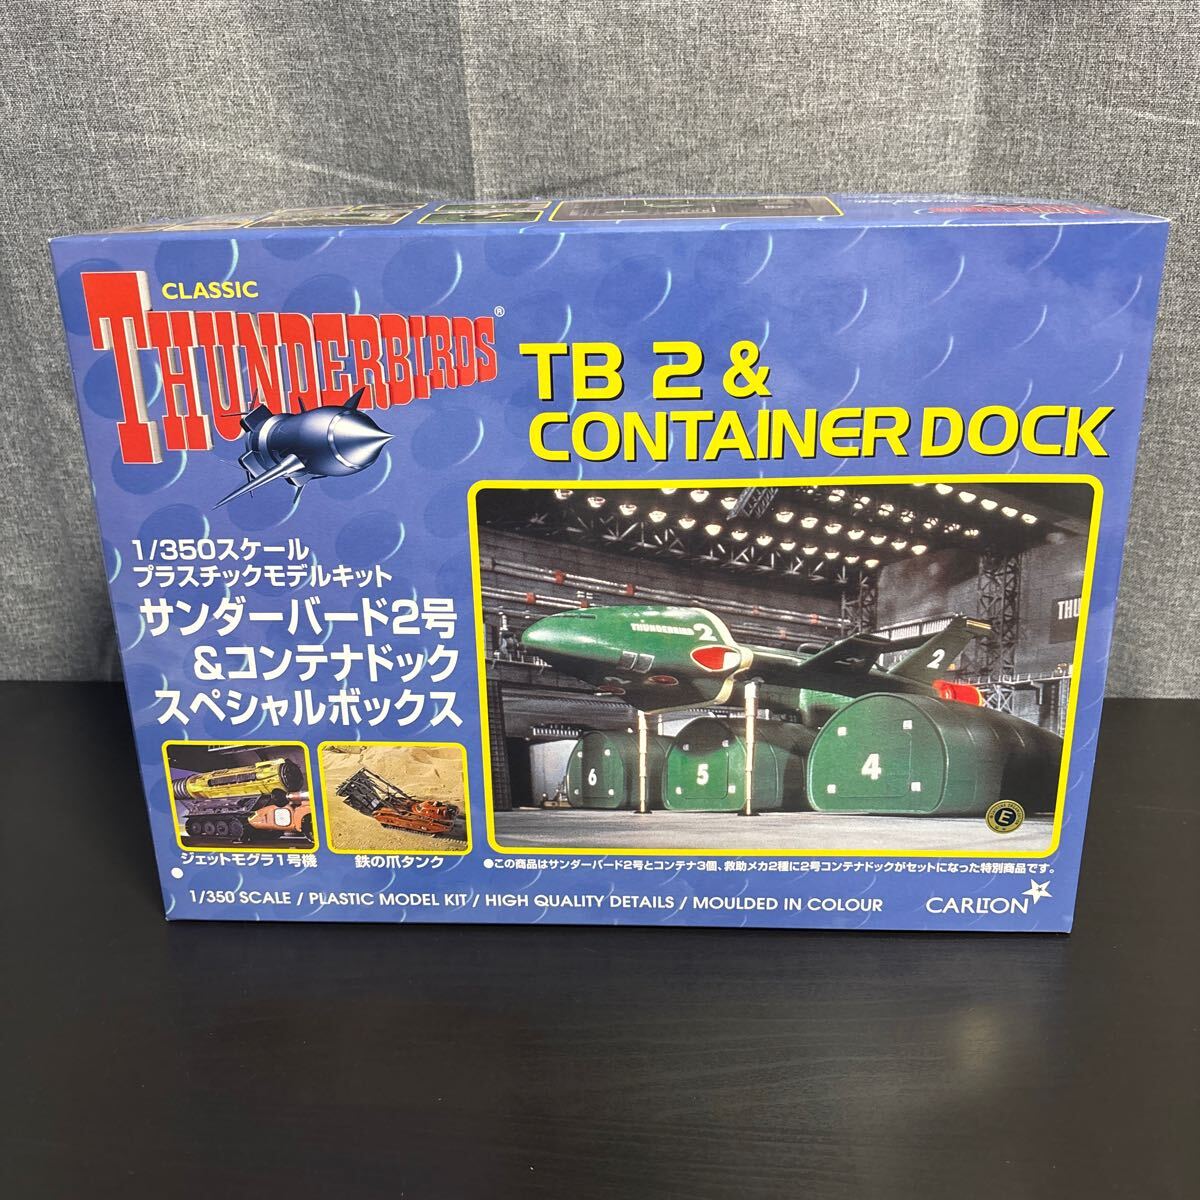 CLASSIC
THUNDERBIRDS®
TB 2 &
CONTAINER DOCK
1/350スケール
プラスチックモデルキット
サンダーバード2号
&コンテナドック
スペシャルボックス
THUNDERBIRD 2
2
THU
6
5
4
E
ジェットモグラ1号機
鉄の爪タンク
●この商品はサンダーバード2号とコンテナ3個、救助メカ2種に2号コンテナドックがセットになった特別商品です。
1/350 SCALE / PLASTIC MODEL KIT / HIGH QUALITY DETAILS / MOULDED IN COLOUR
CARLTON